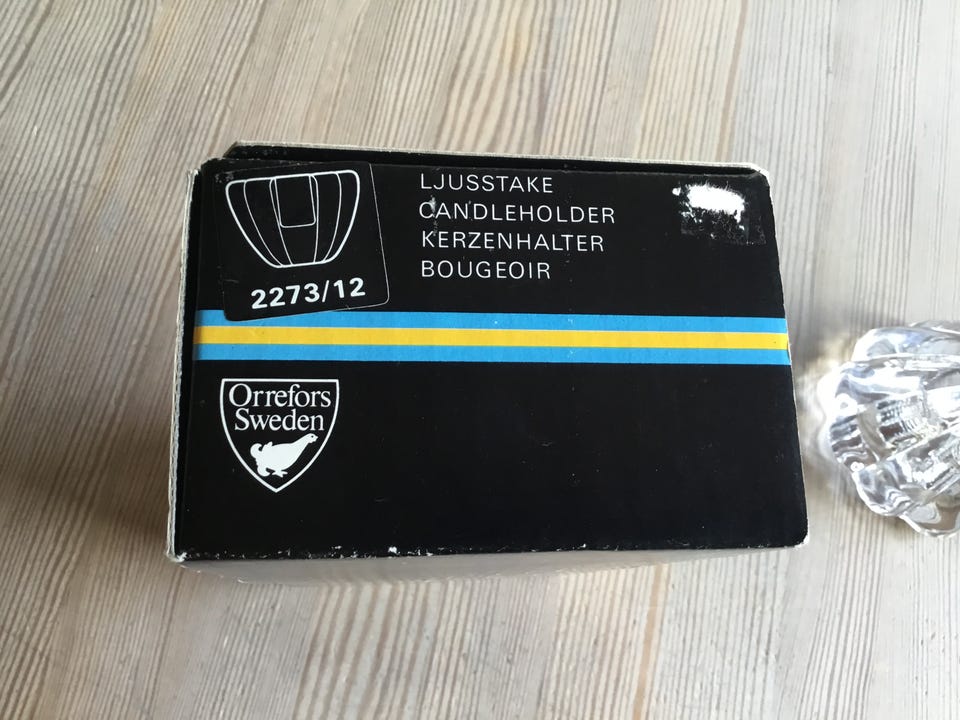 LJUSSTAKE
CANDLEHOLDER
KERZENHALTER
BOUGEOIR
2273/12
Orrefors
Sweden